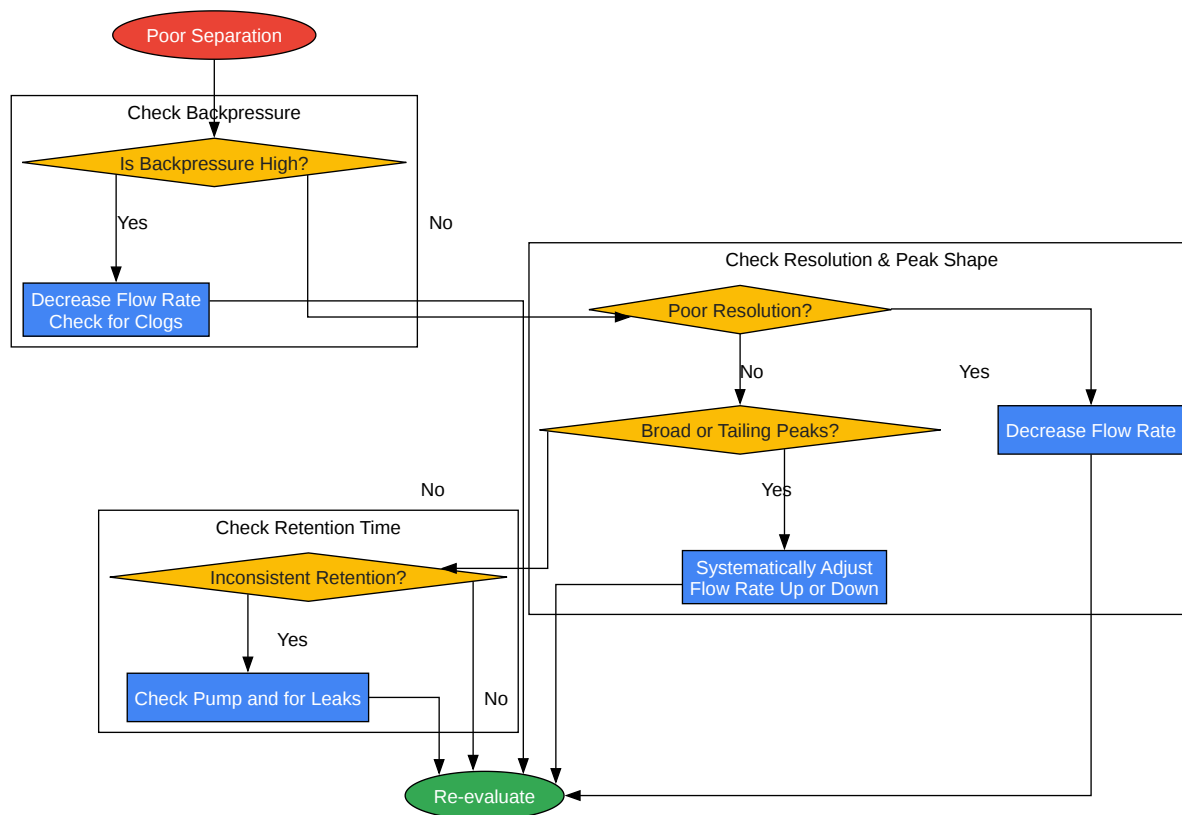 Poor Separation
Check Backpressure
Is Backpressure High?
Yes
No
Decrease Flow Rate
Check for Clogs
Check Resolution & Peak Shape
Poor Resolution?
No
Yes
Broad or Tailing Peaks?
Decrease Flow Rate
Yes
No
Systematically Adjust
Flow Rate Up or Down
Check Retention Time
Inconsistent Retention?
Yes
No
Check Pump and for Leaks
Re-evaluate